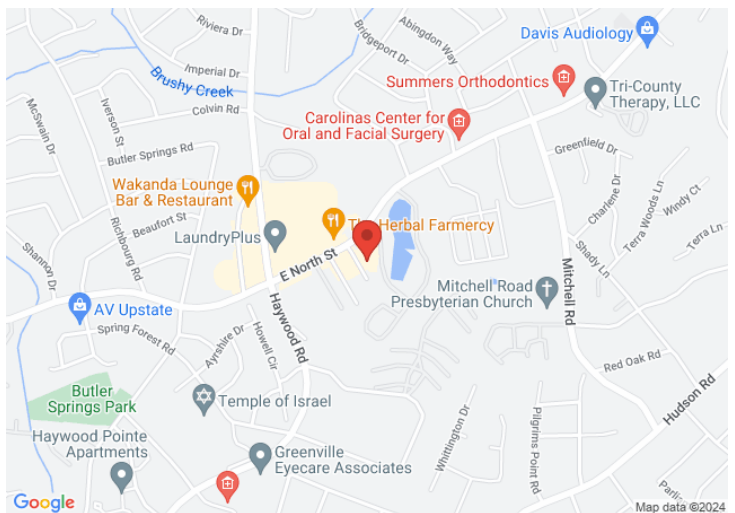 Riviera Dr
Abingdon Way
Bridgeport Dr
Davis Audiology
Imperial Dr
Brushy Creek
Summers Orthodontics
Tri-County
Therapy, LLC
McSwain Dr
Iverson St
Colvin Rd
Carolinas Center for
Oral and Facial Surgery
Butler Springs Rd
Greenfield Dr
Wakanda Lounge
Bar & Restaurant
Charlene Dr
Terra Woods Ln
Windy Ct
Beaufort St
Richbourg Rd
The Herbal Farmercy
LaundryPlus
Terra Ln
Shannon Dr
E North St
Shady Ln
Mitchell Rd
Mitchell Road
Presbyterian Church
AV Upstate
Haywood Rd
Spring Forest Rd
Ayrshire Dr
Howell Cir
Red Oak Rd
Hudson Rd
Butler
Springs Park
Temple of Israel
Whittington Dr
Pilgrims Point Rd
Haywood Pointe
Apartments
Greenville
Eyecare Associates
Google
Map data ©2024